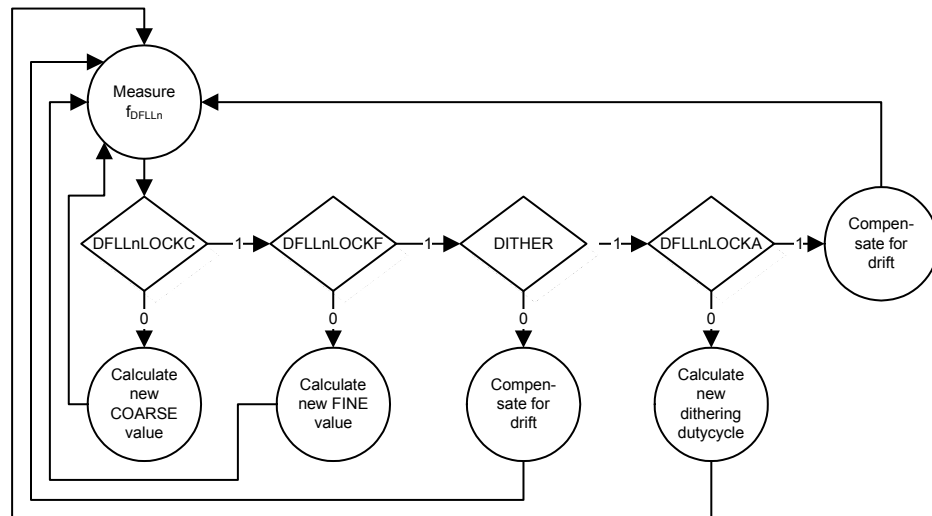 Measure
fDFLLn
DFLLnLOCKC
1
DFLLnLOCKF
1
DITHER
1
DFLLnLOCKA
1
Compen-
sate for
drift
0
0
0
0
Calculate
new
COARSE
value
Calculate
new FINE
value
Compen-
sate for
drift
Calculate
new
dithering
dutycycle